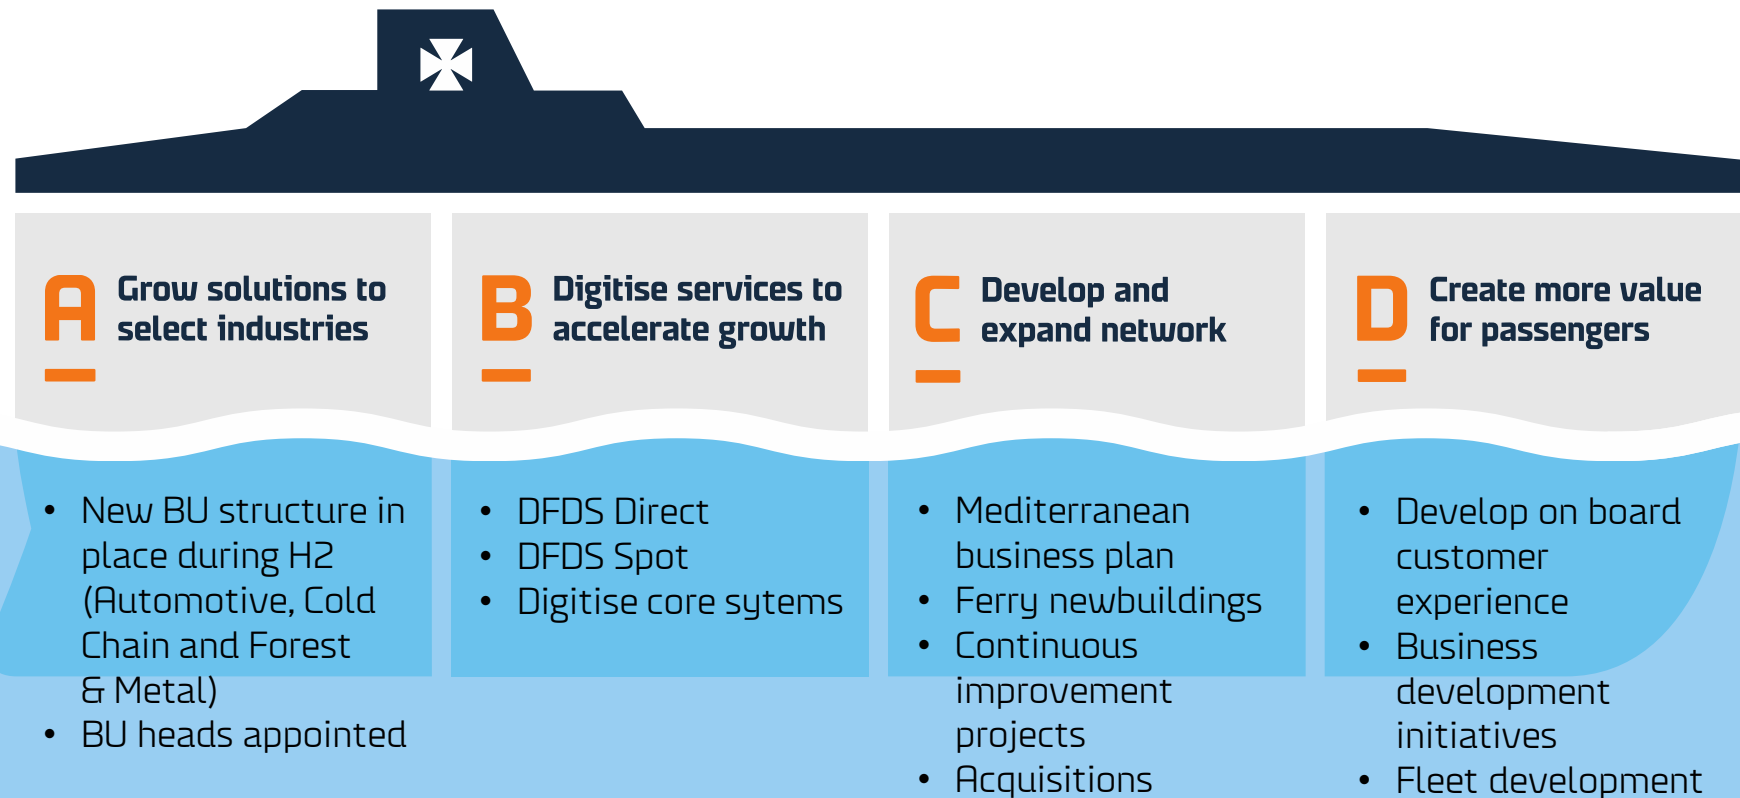 A
Grow solutions to
select industries
B
Digitise services to
accelerate growth
C
Develop and
expand network
D
Create more value
for passengers
• New BU structure in
place during H2
(Automotive, Cold
Chain and Forest
& Metal)
• BU heads appointed
• DFDS Direct
• DFDS Spot
• Digitise core sytems
• Mediterranean
business plan
• Ferry newbuildings
• Continuous
improvement
projects
• Acquisitions
• Develop on board
customer
experience
• Business
development
initiatives
• Fleet development